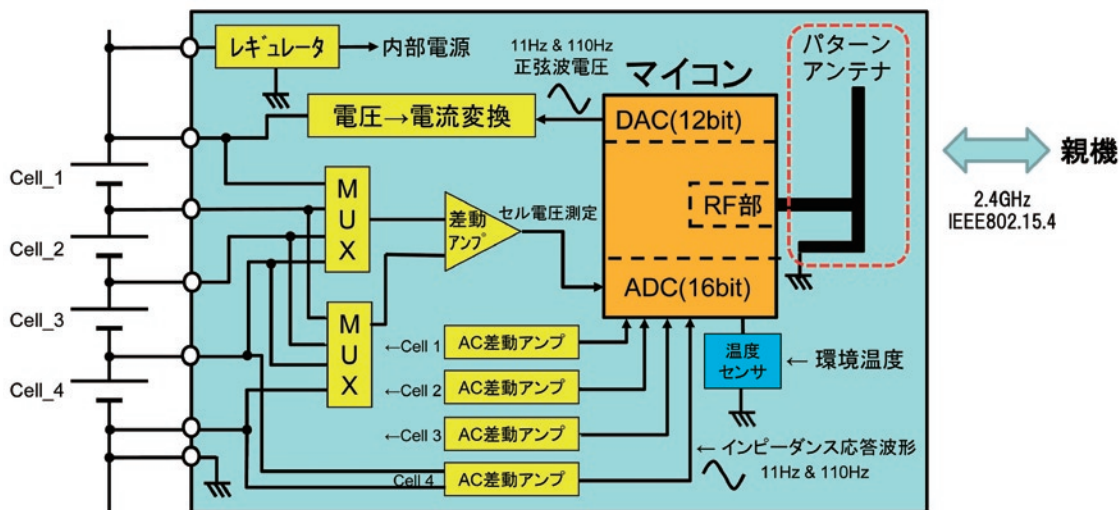 レギュレータ
→内部電源
11Hz & 110Hz
正弦波電圧
マイコン
パターン
アンテナ
電圧→電流変換
DAC(12bit)
親機
Cell_1
MUX
RF部
2.4GHz
IEEE802.15.4
差動
アンプ
セル電圧測定
Cell_2
ADC(16bit)
Cell_3
MUX
←Cell 1
AC差動アンプ
温度
センサ
← 環境温度
Cell_4
←Cell 2
AC差動アンプ
←Cell 3
AC差動アンプ
←インピーダンス応答波形
11Hz & 110Hz
Cell 4
AC差動アンプ